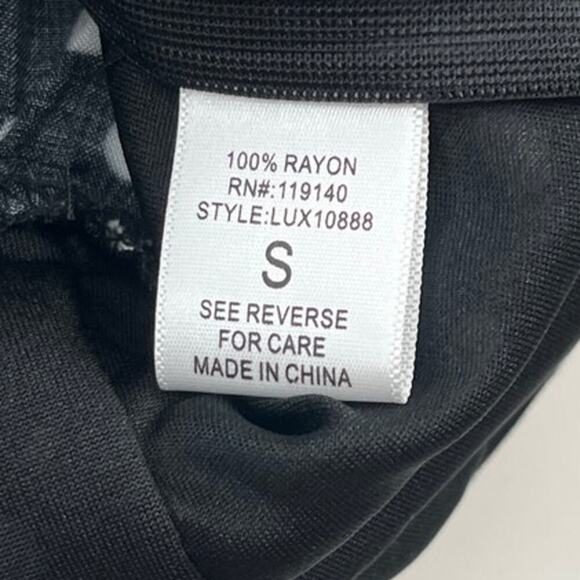 100% RAYON
RN#:119140
STYLE:LUX10888
S
SEE REVERSE
FOR CARE
MADE IN CHINA